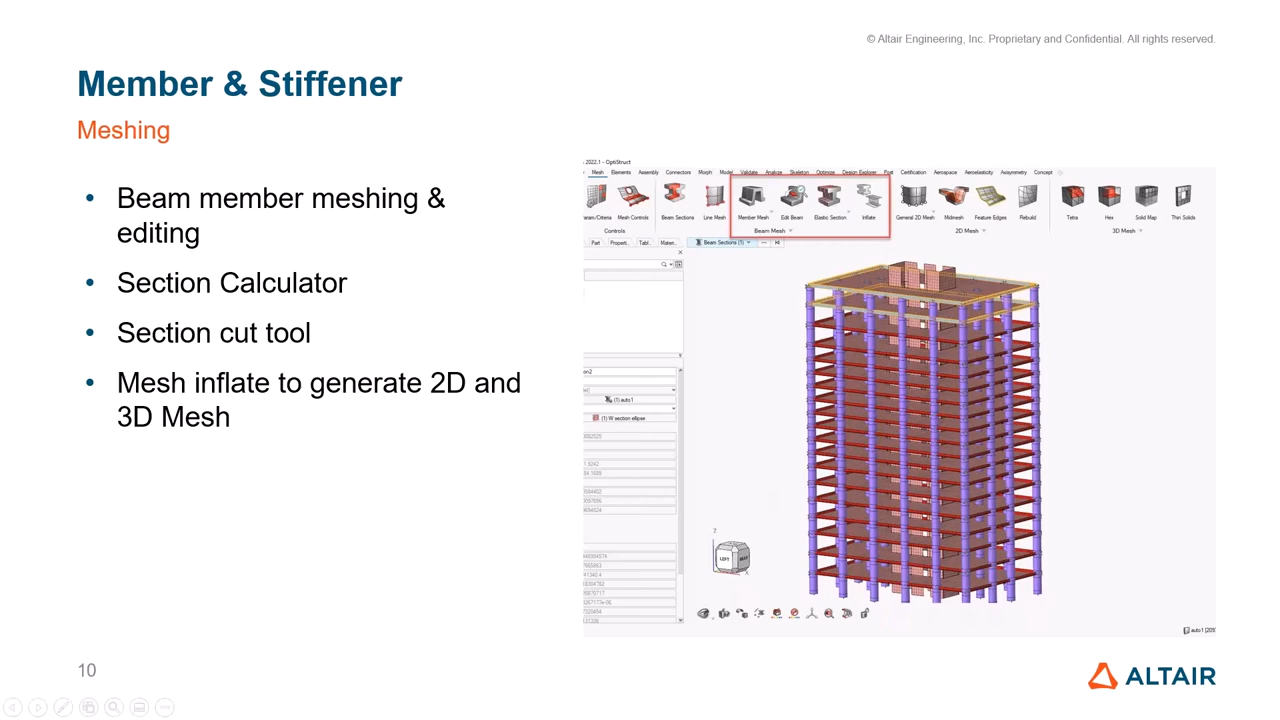 © Altair Engineering, Inc. Proprietary and Confidential. All rights reserved.
Member & Stiffener
Meshing
• Beam member meshing &
editing
• Section Calculator
• Section cut tool
• Mesh inflate to generate 2D and
3D Mesh
2022.1 - OptiStruct
Mesh Elements Assembly Connectors Morph Model Validate Analyze Skeleton Optimize Design Explorer Post Certification Aerospace Aeroelasticity Airworthy Concept
Mesh Controls Beam Sections Line Mesh Member Mesh Edit Beam Elastic Section Inflate General 2D Mesh Midmesh Feature Edges Rebuild Tetra Hex Solid Map Thin Solids
Controls Beam Mesh 2D Mesh 3D Mesh
Part Beam Sections (1)
(1) auto1
(1) W section ellipse
Z
LEFT
X
10
ALTAIR